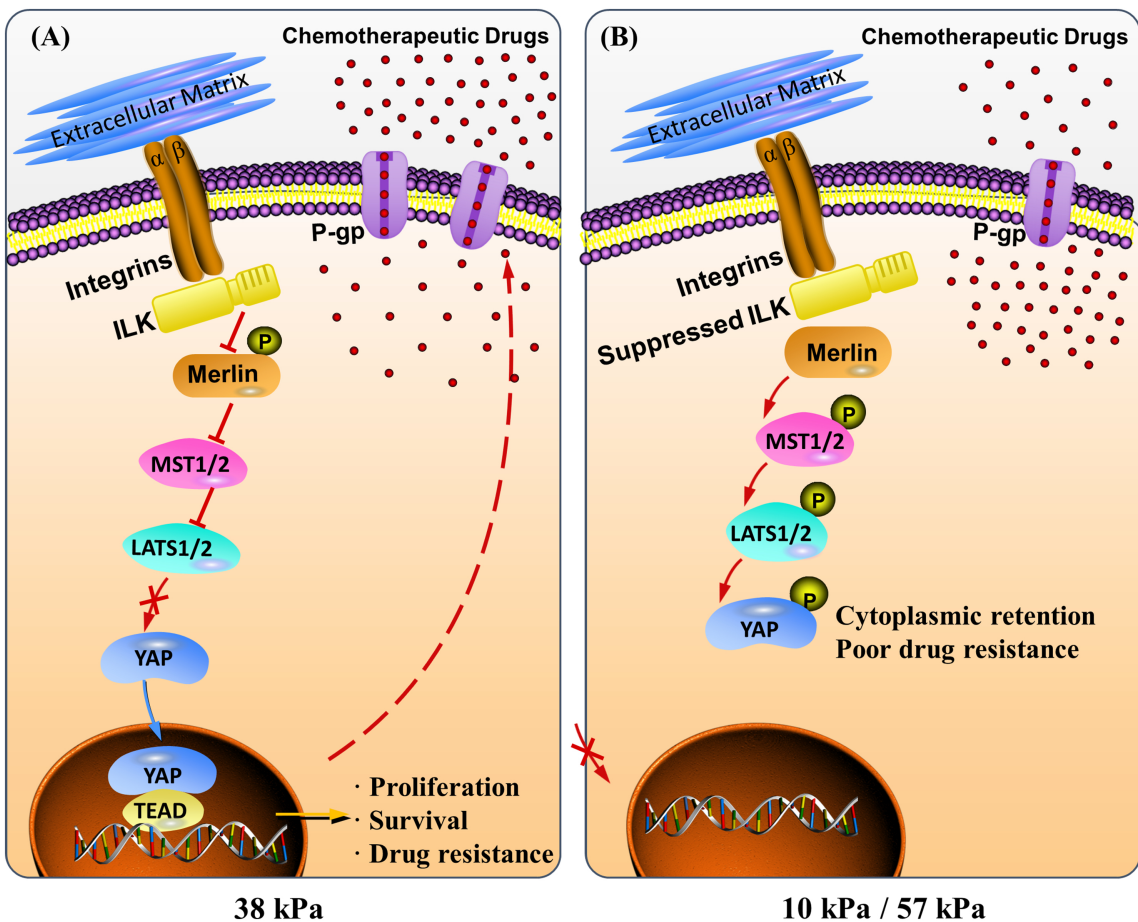 (A)
Chemotherapeutic Drugs
Extracellular Matrix
α β
P-gp
Integrins
ILK
P
Merlin
MST1/2
LATS1/2
YAP
YAP
TEAD
· Proliferation
· Survival
· Drug resistance
38 kPa
(B)
Chemotherapeutic Drugs
Extracellular Matrix
α β
P-gp
Integrins
Suppressed ILK
Merlin
P
MST1/2
P
LATS1/2
P
YAP
Cytoplasmic retention
Poor drug resistance
10 kPa / 57 kPa